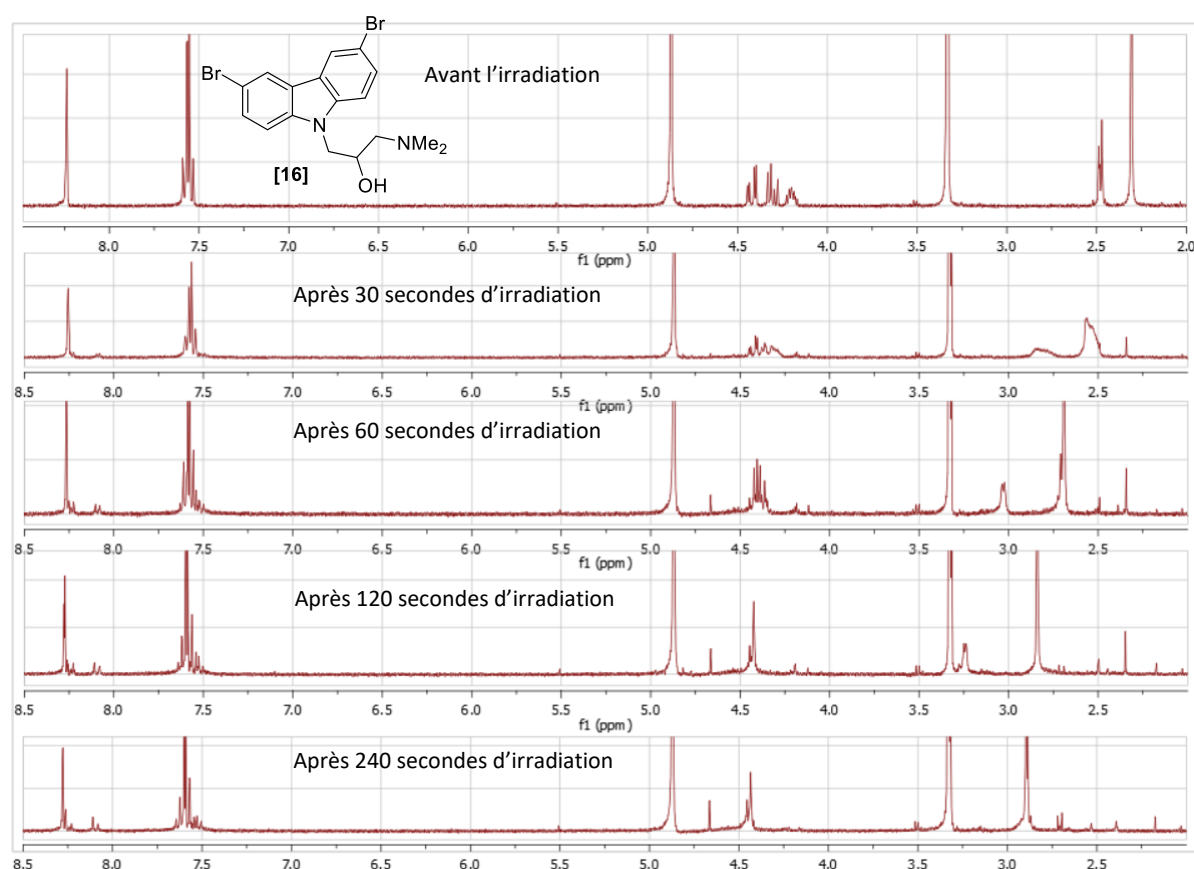 Br
Br
Avant l'irradiation
N
NMe2
[16]
OH
8.0 7.5 7.0 6.5 6.0 5.5 5.0 4.5 4.0 3.5 3.0 2.5 2.0
f1 (ppm)
Après 30 secondes d'irradiation
8.5 8.0 7.5 7.0 6.5 6.0 5.5 5.0 4.5 4.0 3.5 3.0 2.5
f1 (ppm)
Après 60 secondes d'irradiation
8.5 8.0 7.5 7.0 6.5 6.0 5.5 5.0 4.5 4.0 3.5 3.0 2.5
f1 (ppm)
Après 120 secondes d'irradiation
8.5 8.0 7.5 7.0 6.5 6.0 5.5 5.0 4.5 4.0 3.5 3.0 2.5
f1 (ppm)
Après 240 secondes d'irradiation
8.5 8.0 7.5 7.0 6.5 6.0 5.5 5.0 4.5 4.0 3.5 3.0 2.5